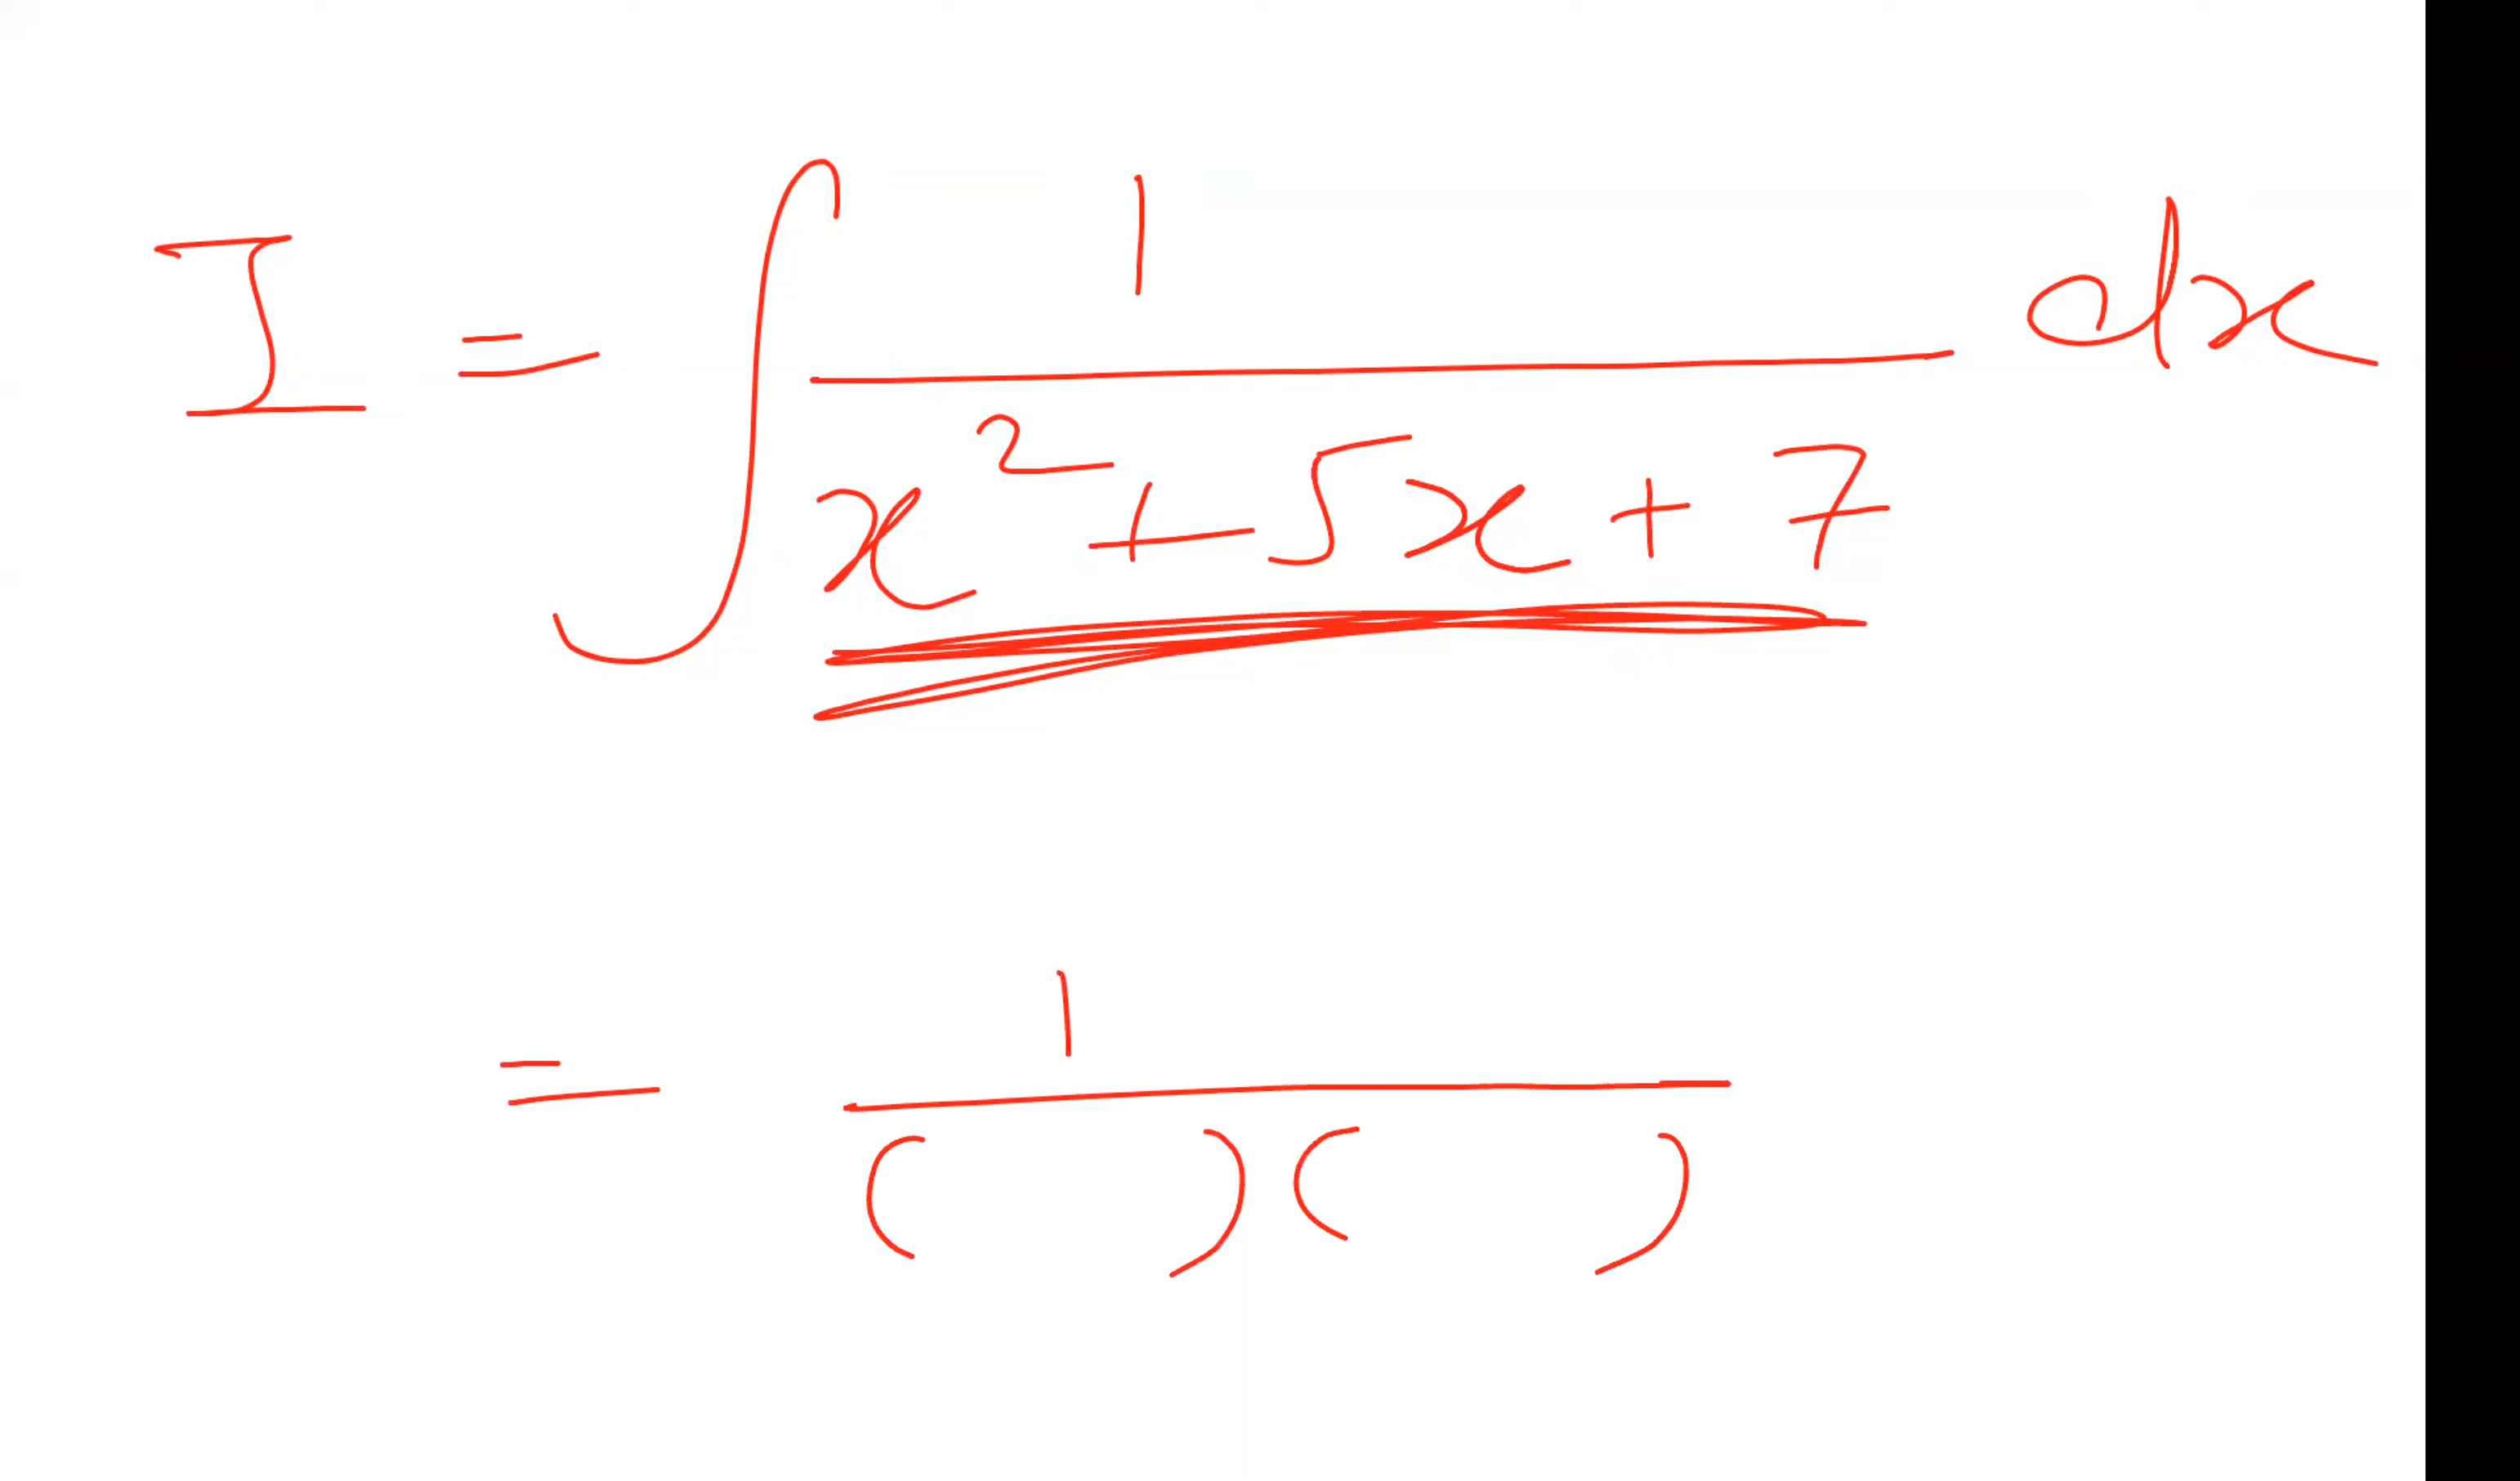 I = ∫ 1/(x² + 5x + 7) dx
= 1/( )( )